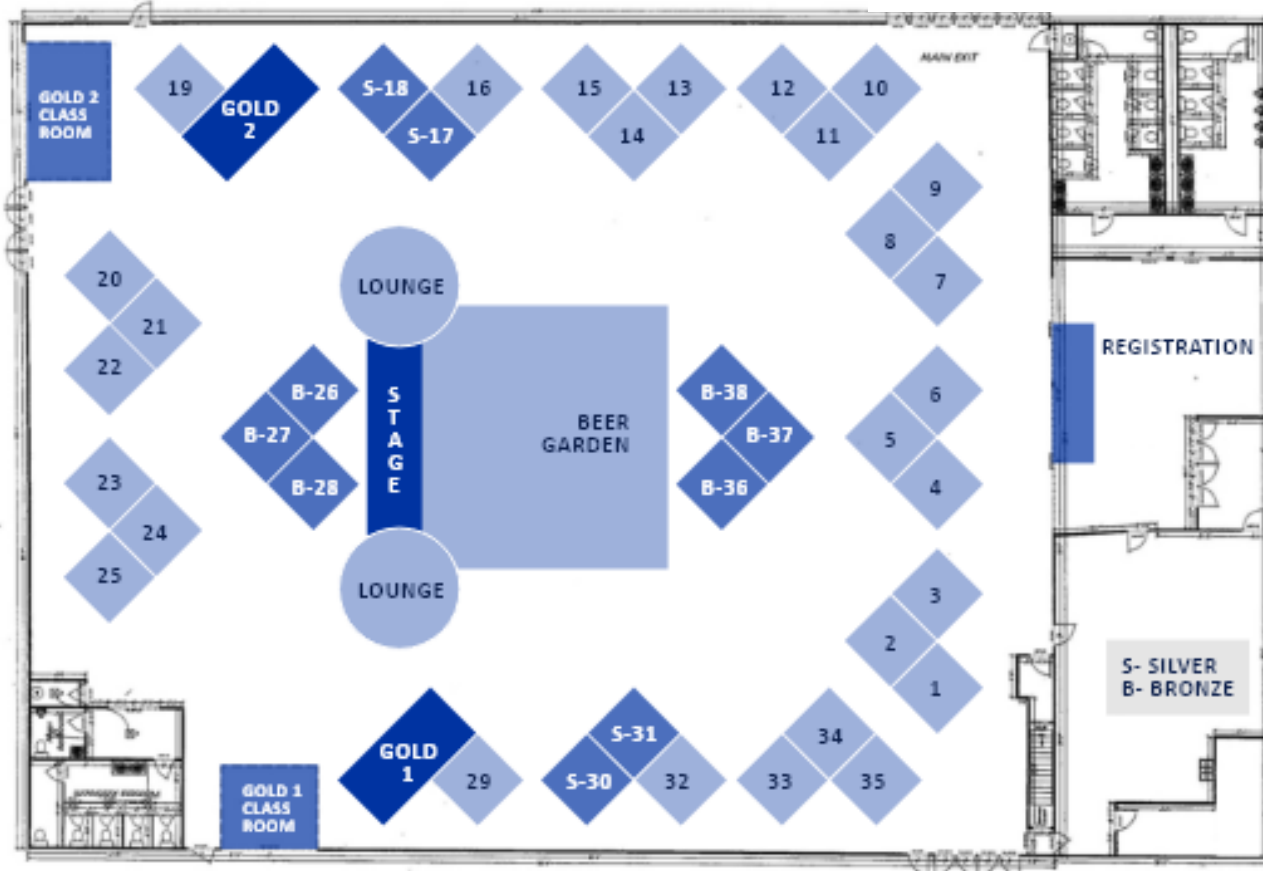 MAIN EXIT
GOLD 2
CLASS
ROOM
19
GOLD
2
S-18
S-17
16
15
14
13
12
11
10
9
8
7
20
21
22
LOUNGE
REGISTRATION
B-26
B-27
B-28
STAGE
BEER
GARDEN
B-38
B-37
B-36
6
5
4
23
24
25
LOUNGE
3
2
1
S- SILVER
B- BRONZE
GOLD 1
CLASS
ROOM
GOLD
1
29
S-31
S-30
32
34
33
35